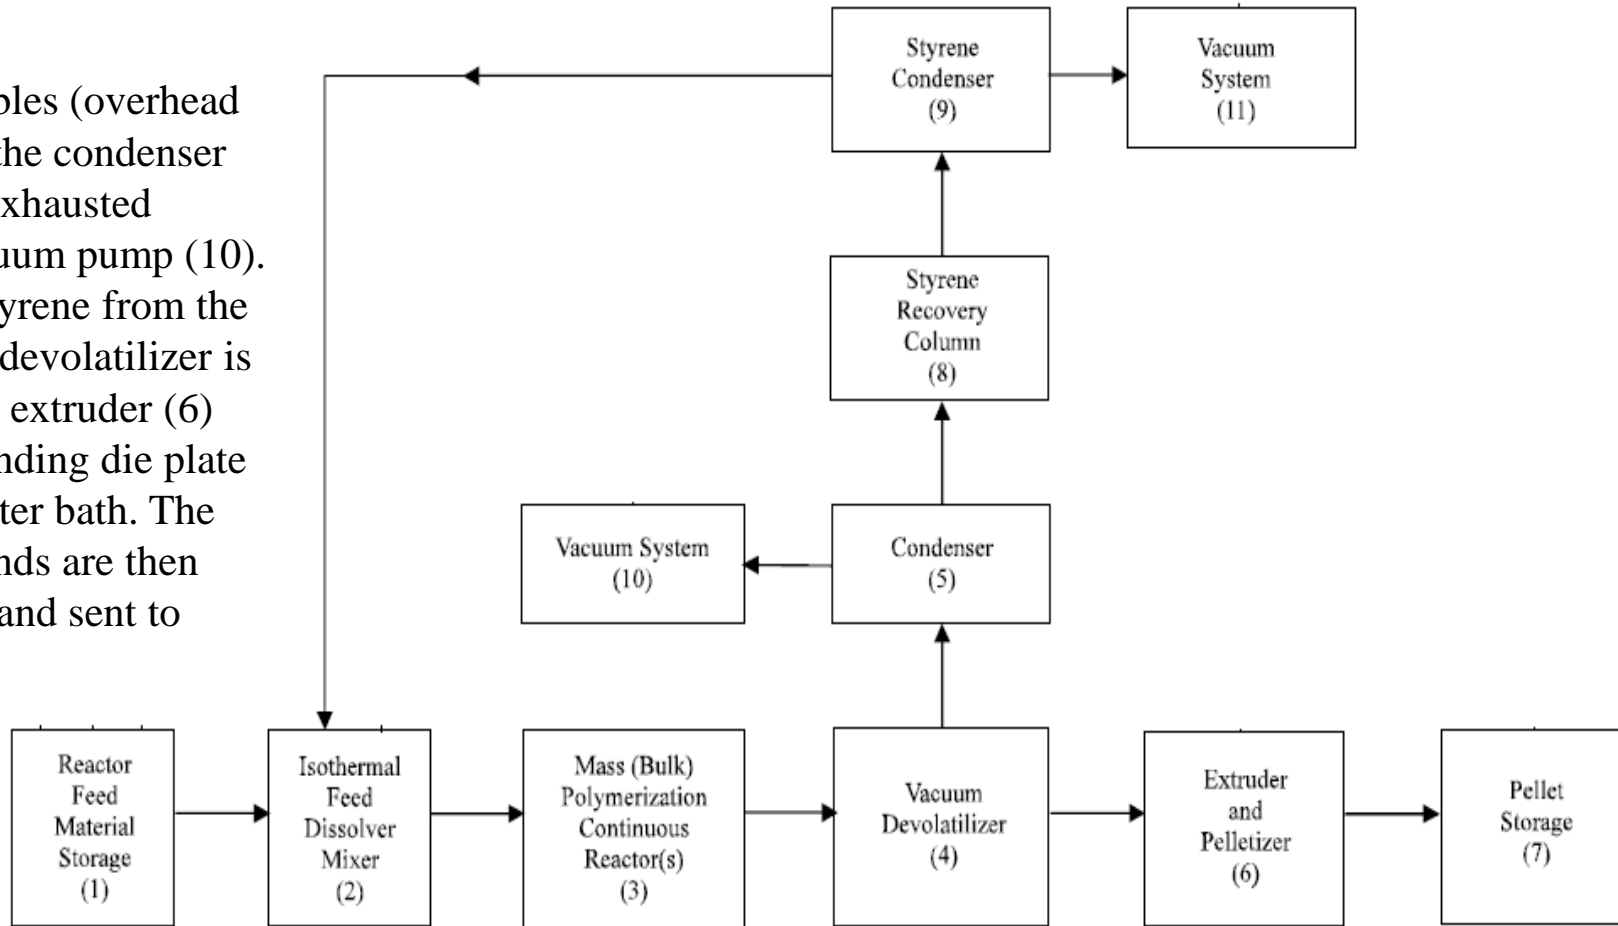 bles (overhead
the condenser
xhausted
uum pump (10).
yrene from the
devolatilizer is
extruder (6)
nding die plate
ter bath. The
nds are then
and sent to
Styrene
Condenser
(9)
Vacuum
System
(11)
Styrene
Recovery
Column
(8)
Vacuum System
(10)
Condenser
(5)
Reactor
Feed
Material
Storage
(1)
Isothermal
Feed
Dissolver
Mixer
(2)
Mass (Bulk)
Polymerization
Continuous
Reactor(s)
(3)
Vacuum
Devolatilizer
(4)
Extruder
and
Pelletizer
(6)
Pellet
Storage
(7)